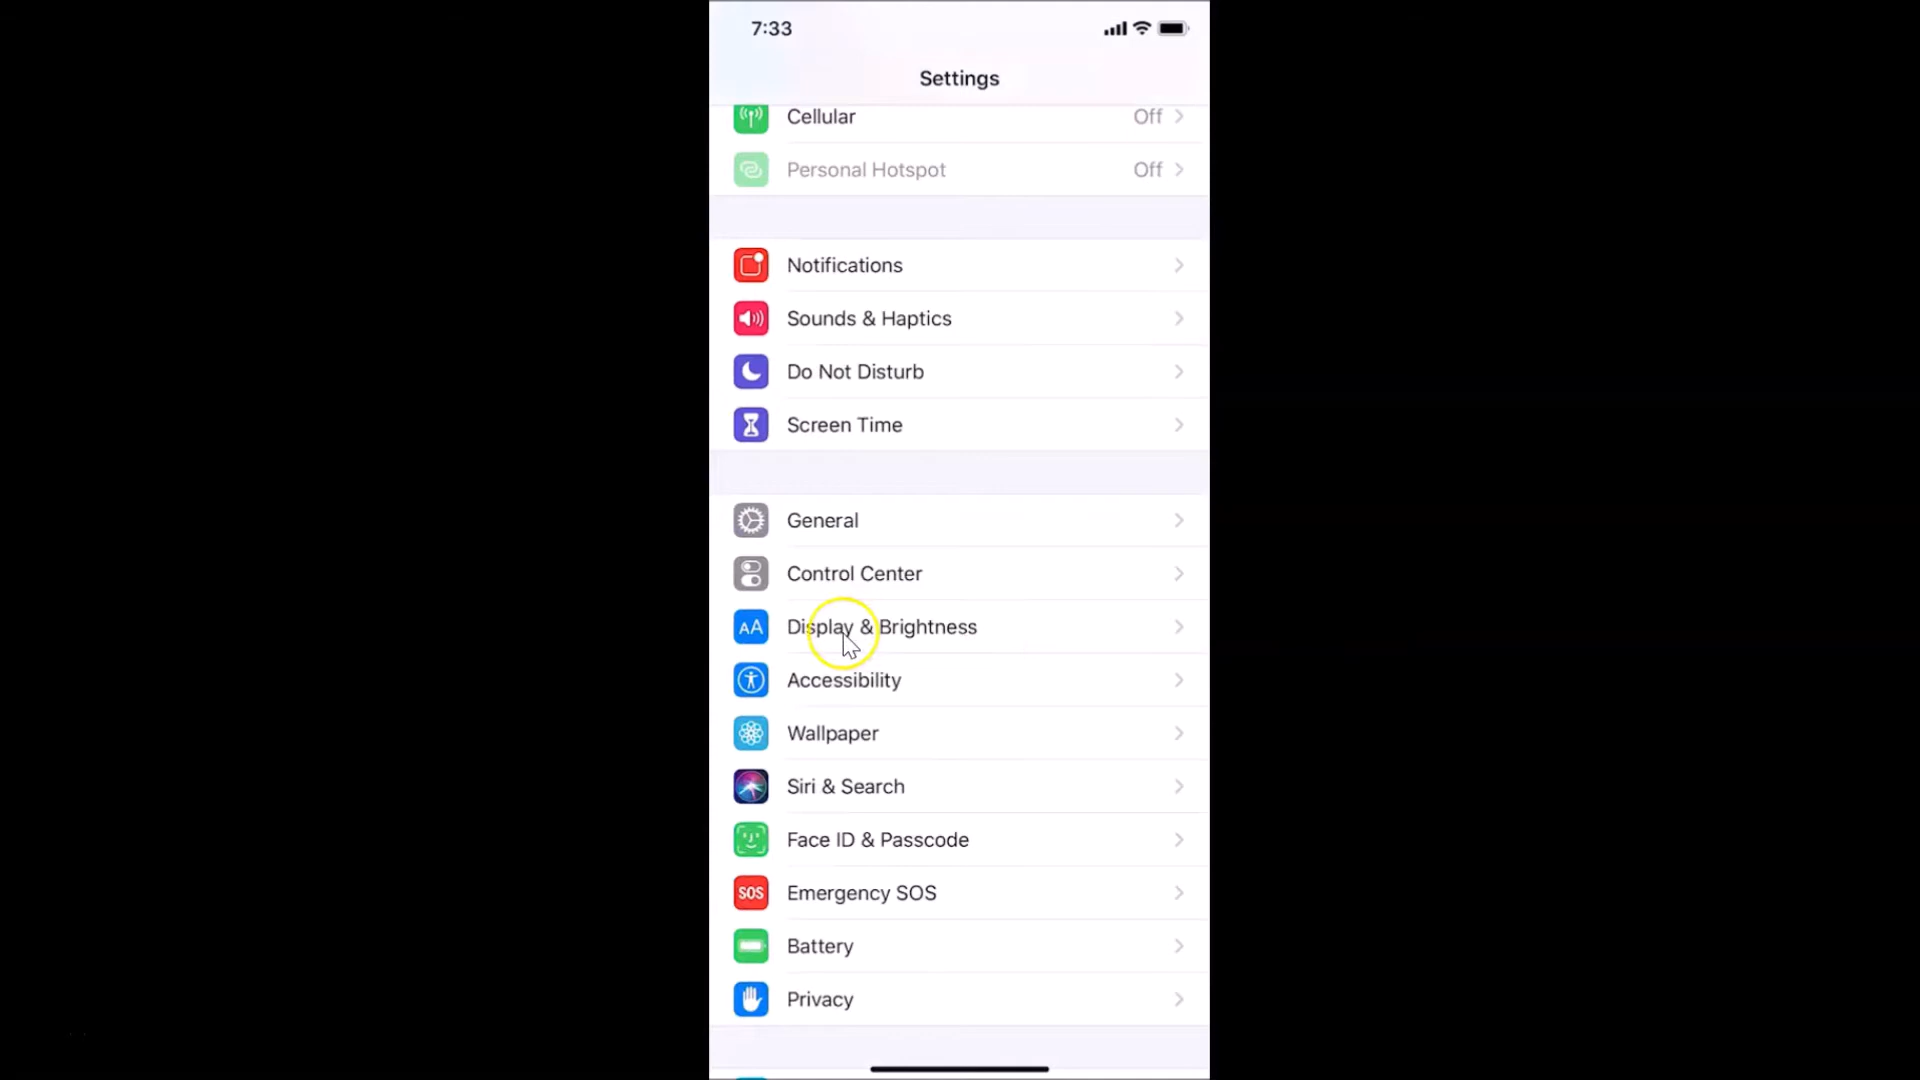 7:33
Settings
Cellular Off
Personal Hotspot Off
Notifications
Sounds & Haptics
Do Not Disturb
Screen Time
General
Control Center
AA Display & Brightness
Accessibility
Wallpaper
Siri & Search
Face ID & Passcode
SOS Emergency SOS
Battery
Privacy